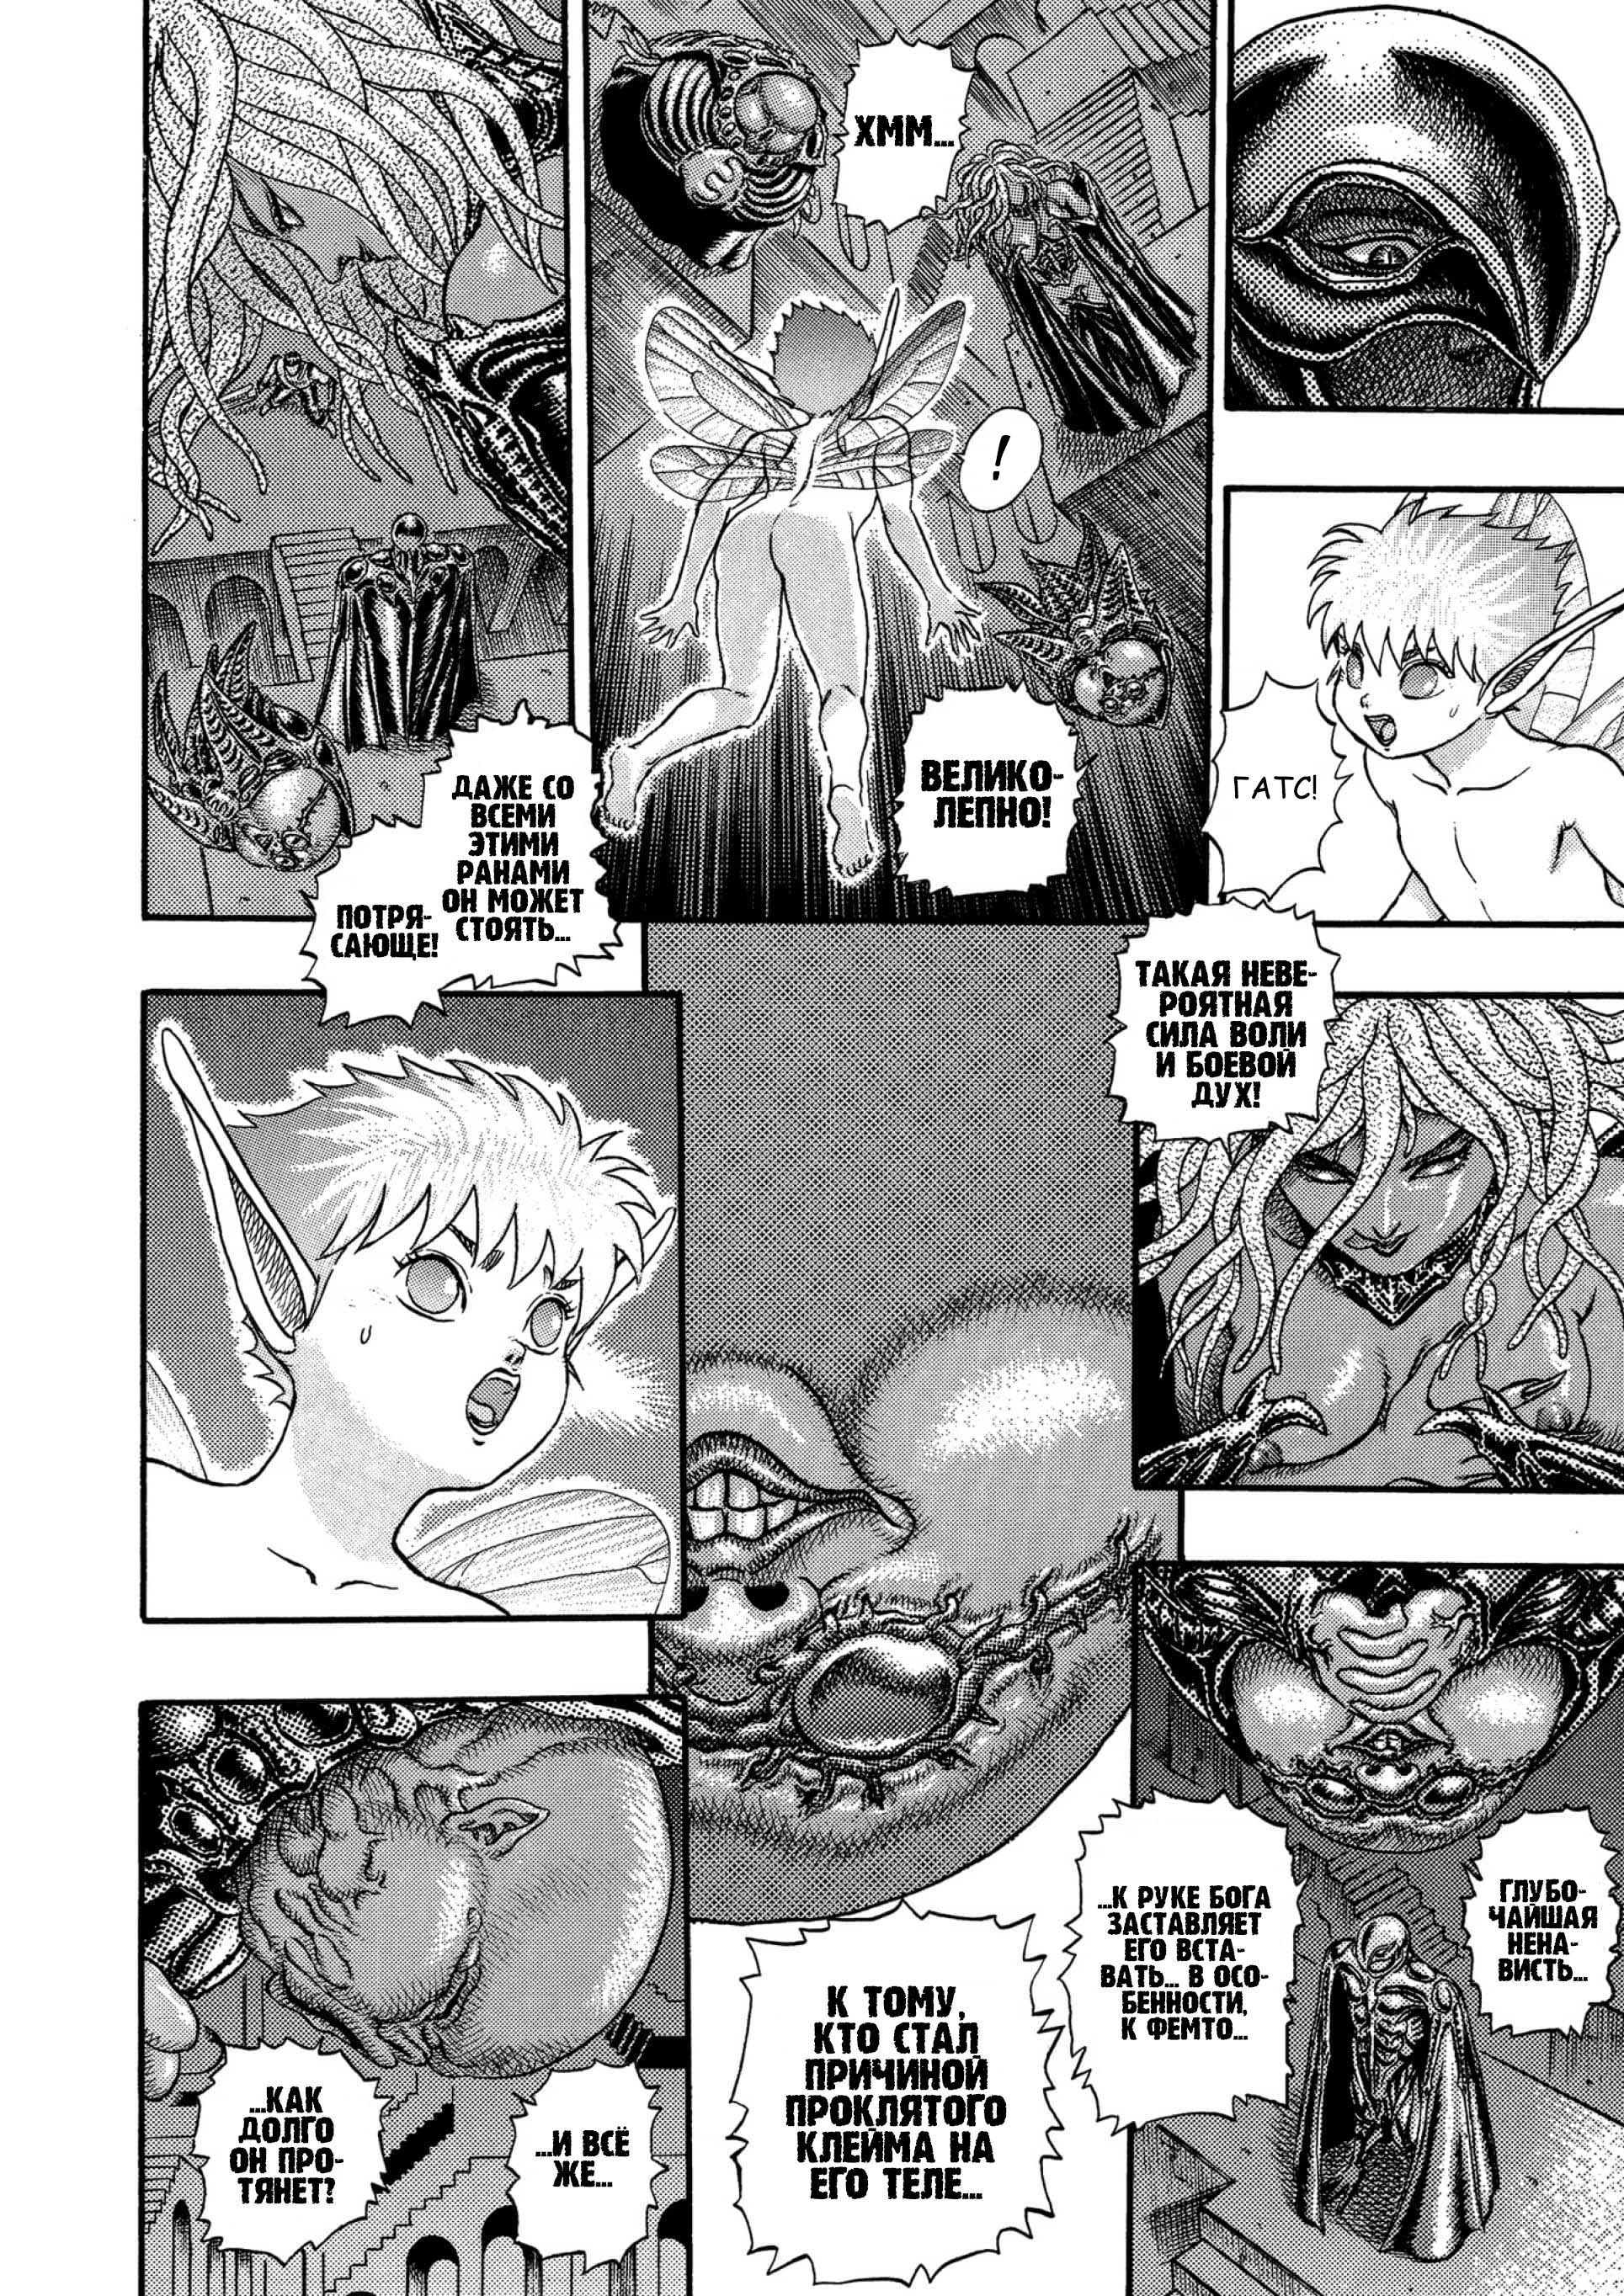 ХММ...
!
ВЕЛИКО-
ЛЕПНО!
ГАТС!
ДАЖЕ СО
ВСЕМИ
ЭТИМИ
РАНАМИ
ОН МОЖЕТ
СТОЯТЬ...
ПОТРЯ-
САЮЩЕ!
ТАКАЯ НЕВЕ-
РОЯТНАЯ
СИЛА ВОЛИ
И БОЕВОЙ
ДУХ!
ГЛУБО-
ЧАЙШАЯ
НЕНА-
ВИСТЬ...
...К РУКЕ БОГА
ЗАСТАВЛЯЕТ
ЕГО ВСТА-
ВАТЬ... В ОСО-
БЕННОСТИ,
К ФЕМТО...
К ТОМУ,
КТО СТАЛ
ПРИЧИНОЙ
ПРОКЛЯТОГО
КЛЕЙМА НА
ЕГО ТЕЛЕ...
...И ВСЁ
ЖЕ...
...КАК
ДОЛГО
ОН ПРО-
ТЯНЕТ?